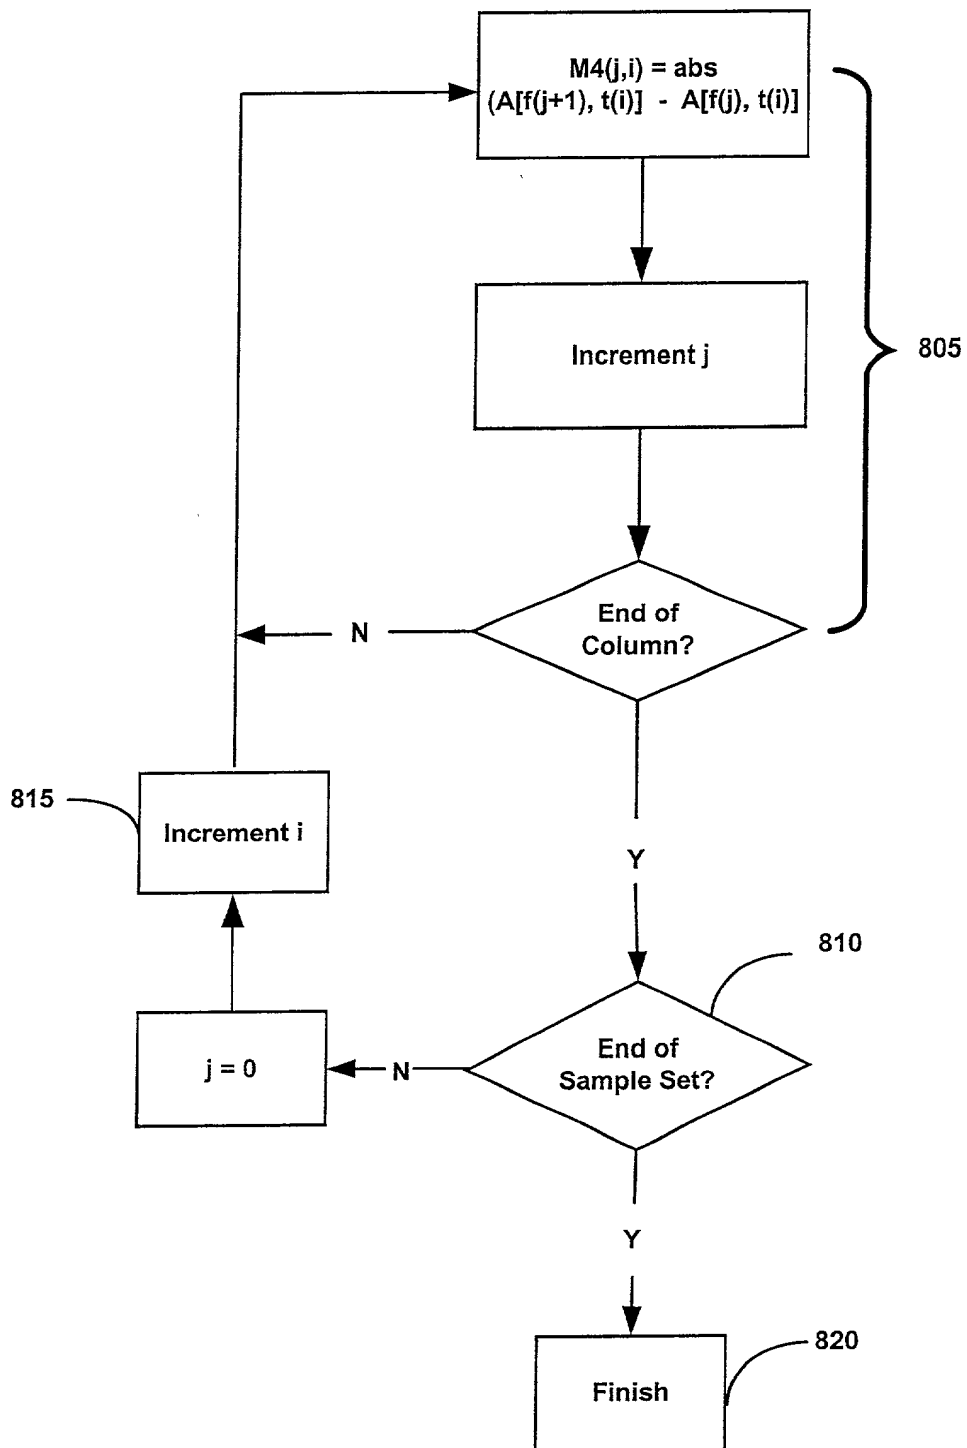 M4(j,i) = abs
(A[f(j+1), t(i)] - A[f(j), t(i)]
Increment j
805
End of
Column?
N
815
Increment i
Y
810
End of
Sample Set?
N
j = 0
Y
820
Finish